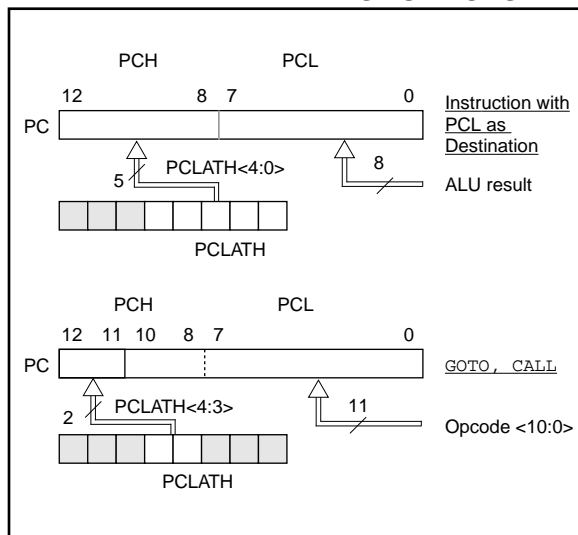 PCH PCL
12 8 7 0
Instruction with
PC
PCL as
Destination
PCLATH<4:0>
5 8
ALU result
PCLATH
PCH PCL
12 11 10 8 7 0
PC
GOTO, CALL
PCLATH<4:3>
2 11
Opcode <10:0>
PCLATH